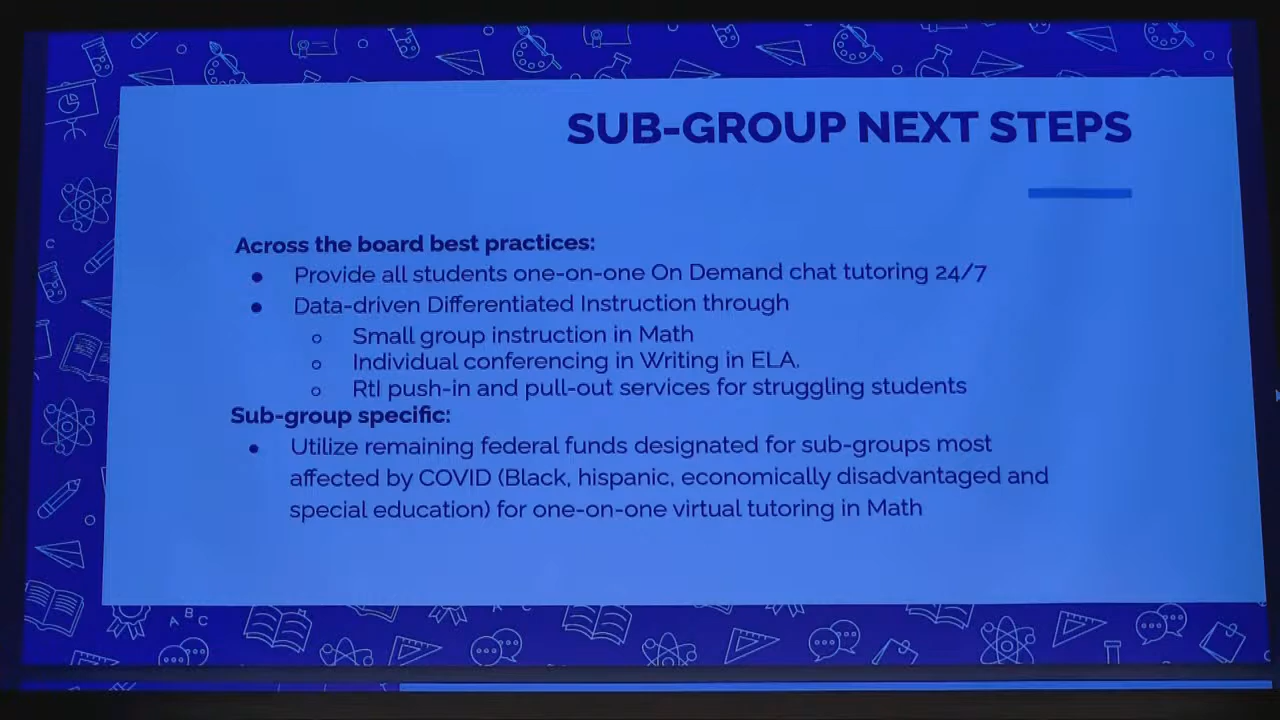 SUB-GROUP NEXT STEPS
Across the board best practices:
● Provide all students one-on-one On Demand chat tutoring 24/7
● Data-driven Differentiated Instruction through
○ Small group instruction in Math
○ Individual conferencing in Writing in ELA.
○ RtI push-in and pull-out services for struggling students
Sub-group specific:
● Utilize remaining federal funds designated for sub-groups most
affected by COVID (Black, hispanic, economically disadvantaged and
special education) for one-on-one virtual tutoring in Math
A B C